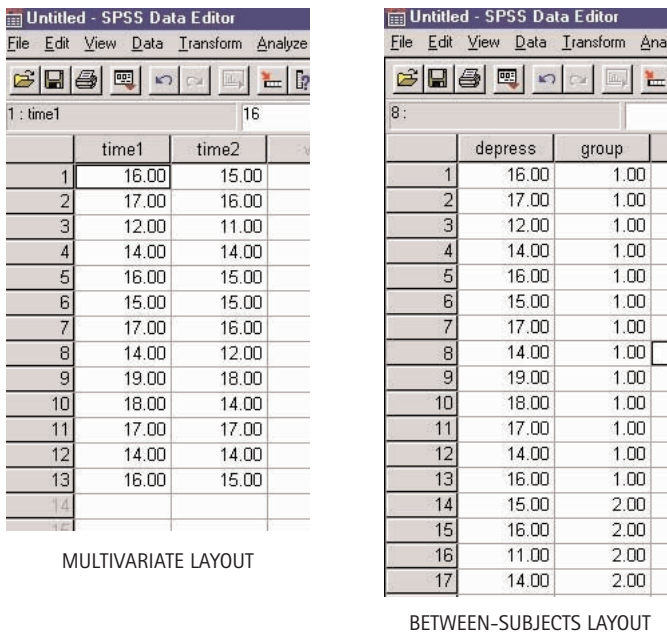 Untitled - SPSS Data Editor
File Edit View Data Transform Analyze
1 : time1 16
time1 time2
1 16.00 15.00
2 17.00 16.00
3 12.00 11.00
4 14.00 14.00
5 16.00 15.00
6 15.00 15.00
7 17.00 16.00
8 14.00 12.00
9 19.00 18.00
10 18.00 14.00
11 17.00 17.00
12 14.00 14.00
13 16.00 15.00
14
MULTIVARIATE LAYOUT
Untitled - SPSS Data Editor
File Edit View Data Transform Ana
8 :
depress group
1 16.00 1.00
2 17.00 1.00
3 12.00 1.00
4 14.00 1.00
5 16.00 1.00
6 15.00 1.00
7 17.00 1.00
8 14.00 1.00
9 19.00 1.00
10 18.00 1.00
11 17.00 1.00
12 14.00 1.00
13 16.00 1.00
14 15.00 2.00
15 16.00 2.00
16 11.00 2.00
17 14.00 2.00
BETWEEN-SUBJECTS LAYOUT